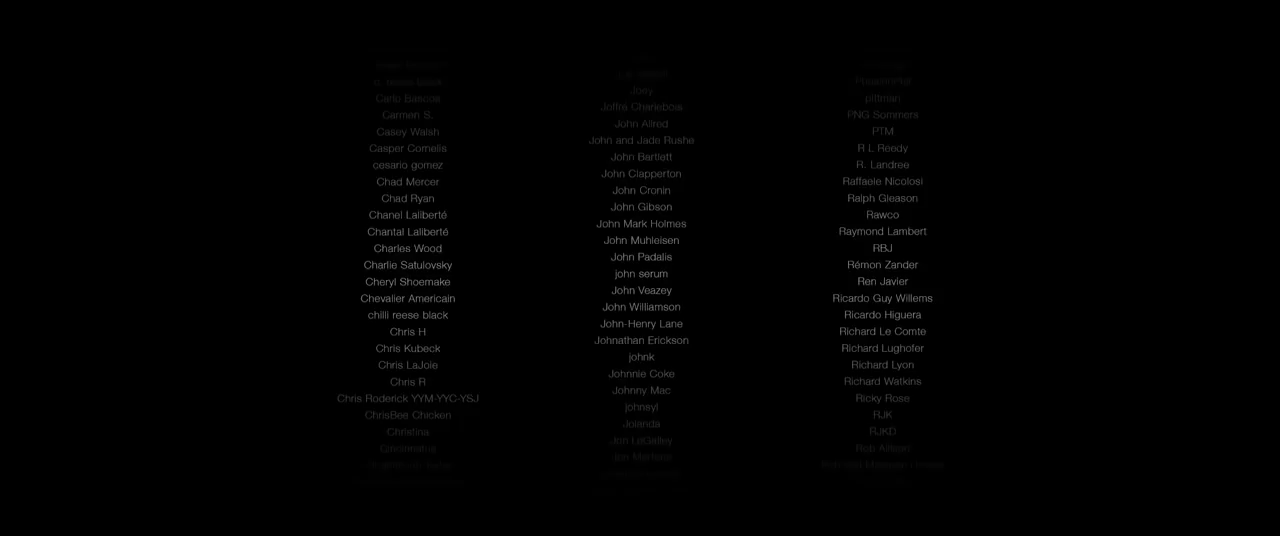 Carlo Bascos
Carmen S.
Casey Walsh
Casper Cornelis
cesario gomez
Chad Mercer
Chad Ryan
Chanel Laliberté
Chantal Laliberté
Charles Wood
Charlie Satulovsky
Cheryl Shoemake
Chevalier Americain
chilli reese black
Chris H
Chris Kubeck
Chris LaJoie
Chris R
Chris Roderick YYM-YYC-YSJ
ChrisBee Chicken
Christina
Cincinnatus
Joey
Joffre Charlebois
John Allred
John and Jade Rushe
John Bartlett
John Clapperton
John Cronin
John Gibson
John Mark Holmes
John Muhleisen
John Padalis
john serum
John Veazey
John Williamson
John-Henry Lane
Johnathan Erickson
johnk
Johnnie Coke
Johnny Mac
johnsyl
Jolanda
Jon LeGalley
pittman
PNG Sommers
PTM
R L Reedy
R. Landree
Raffaele Nicolosi
Ralph Gleason
Rawco
Raymond Lambert
RBJ
Rémon Zander
Ren Javier
Ricardo Guy Willems
Ricardo Higuera
Richard Le Comte
Richard Lughofer
Richard Lyon
Richard Watkins
Ricky Rose
RJK
RJKD